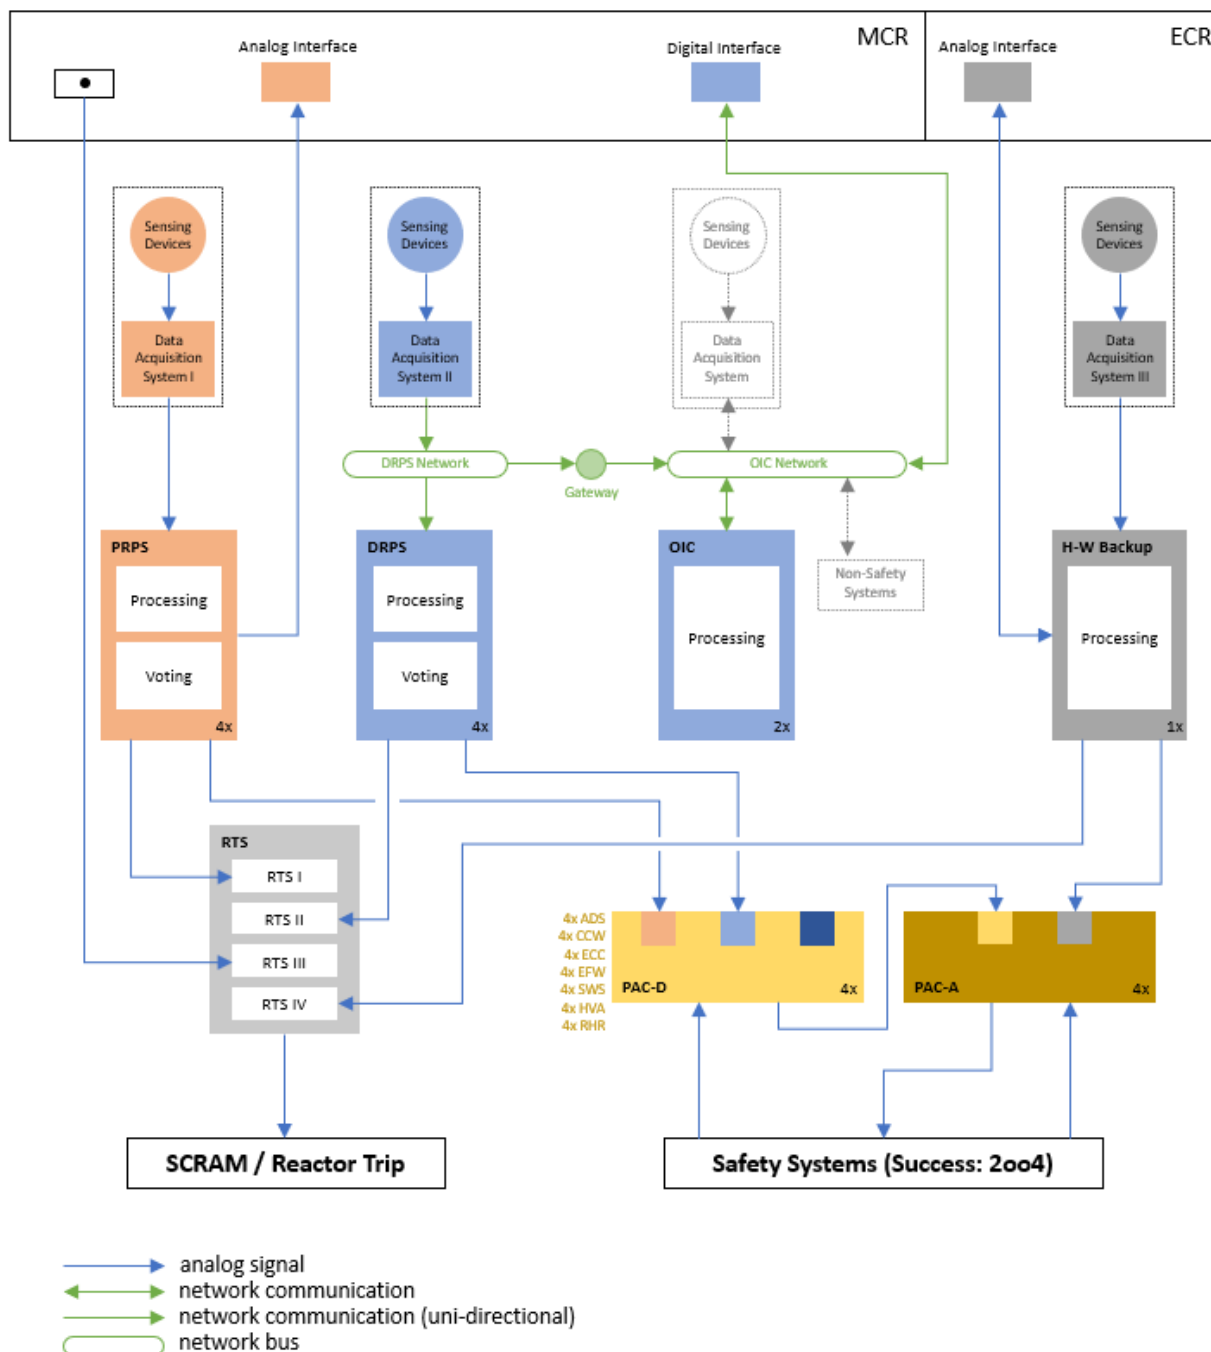 MCR
ECR
Analog Interface
Digital Interface
Analog Interface
Sensing
Devices
Sensing
Devices
Sensing
Devices
Sensing
Devices
Data
Acquisition
System I
Data
Acquisition
System II
Data
Acquisition
System
Data
Acquisition
System III
DRPS Network
Gateway
OIC Network
PRPS
Processing
Voting
4x
DRPS
Processing
Voting
4x
OIC
Processing
2x
Non-Safety
Systems
H-W Backup
Processing
1x
RTS
RTS I
RTS II
RTS III
RTS IV
4x ADS
4x CCW
4x ECC
4x EFW
4x SWS
4x HVA
4x RHR
PAC-D
4x
PAC-A
4x
SCRAM / Reactor Trip
Safety Systems (Success: 2oo4)
analog signal
network communication
network communication (uni-directional)
network bus